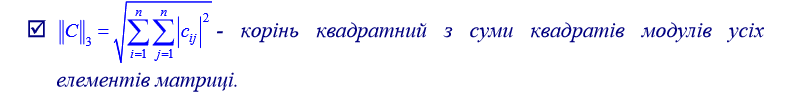 ☑ ‖C‖₃ = √(∑ᵢ₌₁ⁿ ∑ⱼ₌₁ⁿ |cᵢⱼ|²) - корінь квадратний з суми квадратів модулів усіх
елементів матриці.